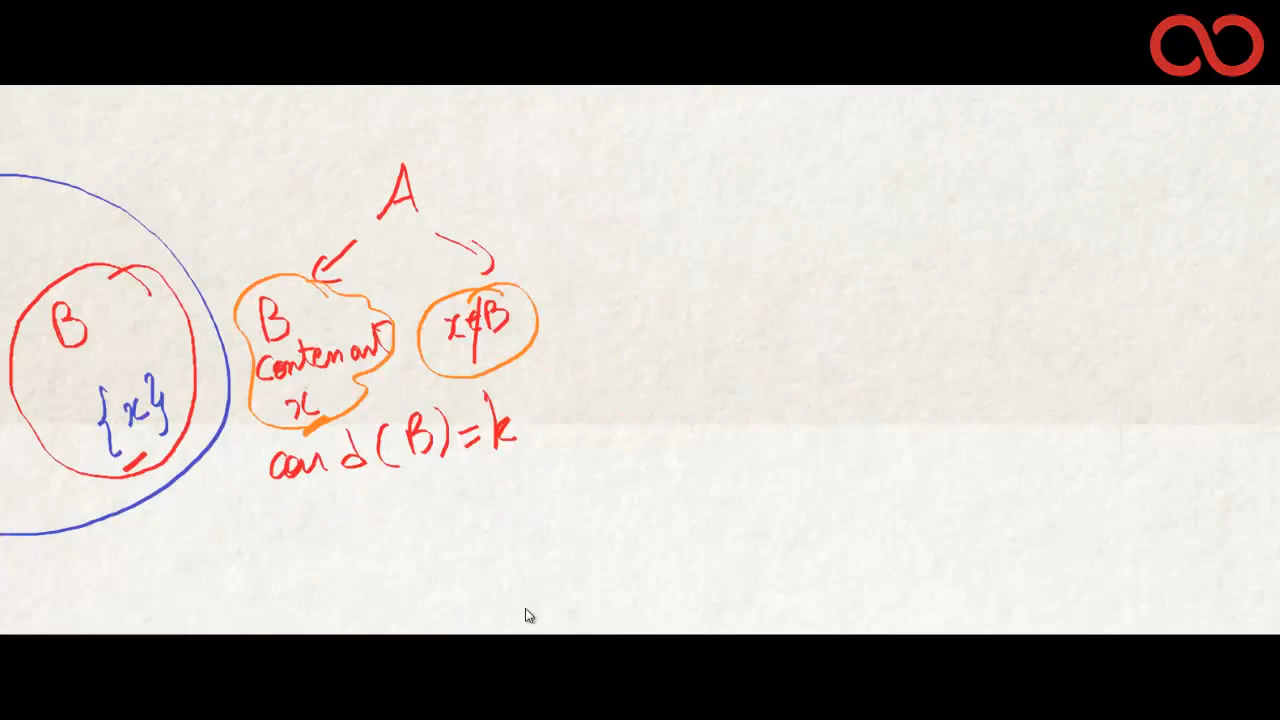 A
B
{x}
B
contenant
x
x∉B
card(B)=k